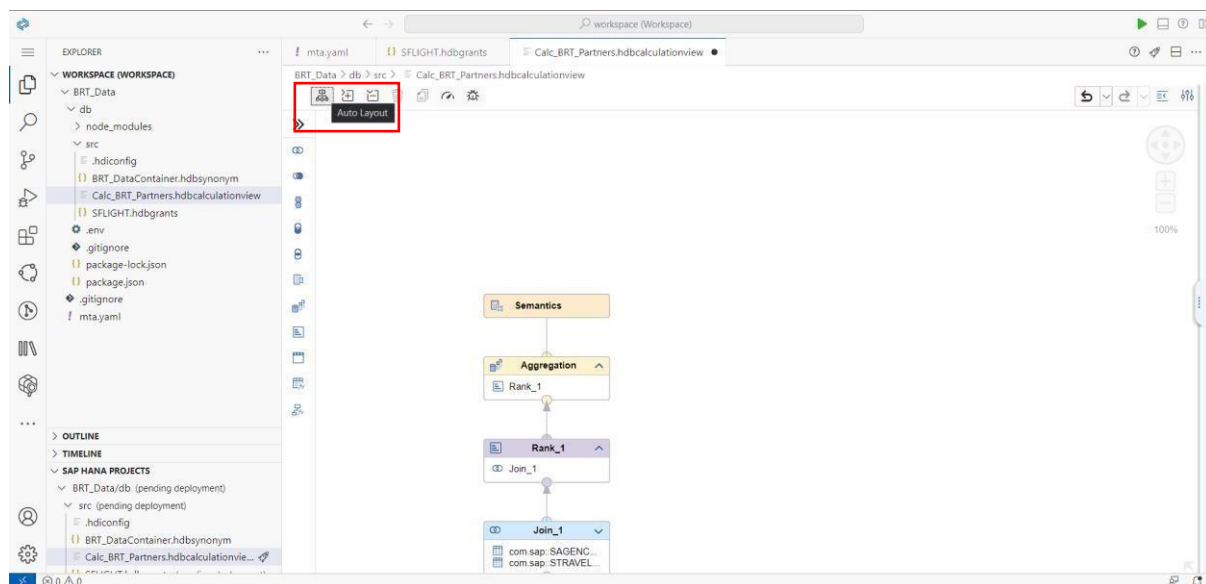 workspace (Workspace)
EXPLORER
mta.yaml
SFLIGHT.hdbgrants
Calc_BRT_Partners.hdbcalculationview
WORKSPACE (WORKSPACE)
BRT_Data > db > src > Calc_BRT_Partners.hdbcalculationview
BRT_Data
db
node_modules
src
.hdiconfig
BRT_DataContainer.hdbsynonym
Calc_BRT_Partners.hdbcalculationview
SFLIGHT.hdbgrants
.env
.gitignore
package-lock.json
package.json
.gitignore
mta.yaml
Auto Layout
100%
Semantics
Aggregation
Rank_1
Rank_1
Join_1
Join_1
com.sap::SAGENC...
com.sap::STRAVEL...
OUTLINE
TIMELINE
SAP HANA PROJECTS
BRT_Data/db (pending deployment)
src (pending deployment)
.hdiconfig
BRT_DataContainer.hdbsynonym
Calc_BRT_Partners.hdbcalculationvie...
0 0